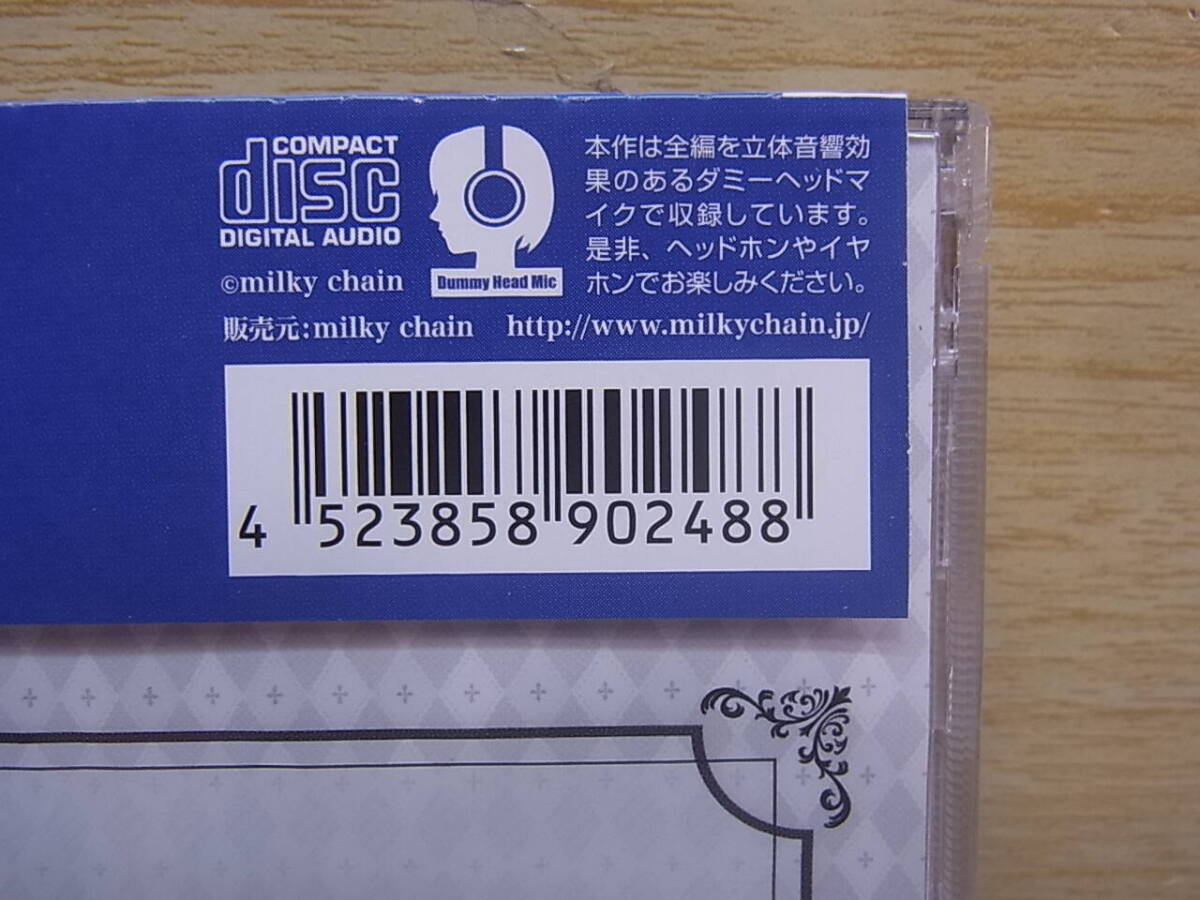 COMPACT
disc
DIGITAL AUDIO
©milky chain
Dummy Head Mic
本作は全編を立体音響効
果のあるダミーヘッドマ
イクで収録しています。
是非、ヘッドホンやイヤ
ホンでお楽しみください。
販売元:milky chain http://www.milkychain.jp/
4 523858 902488